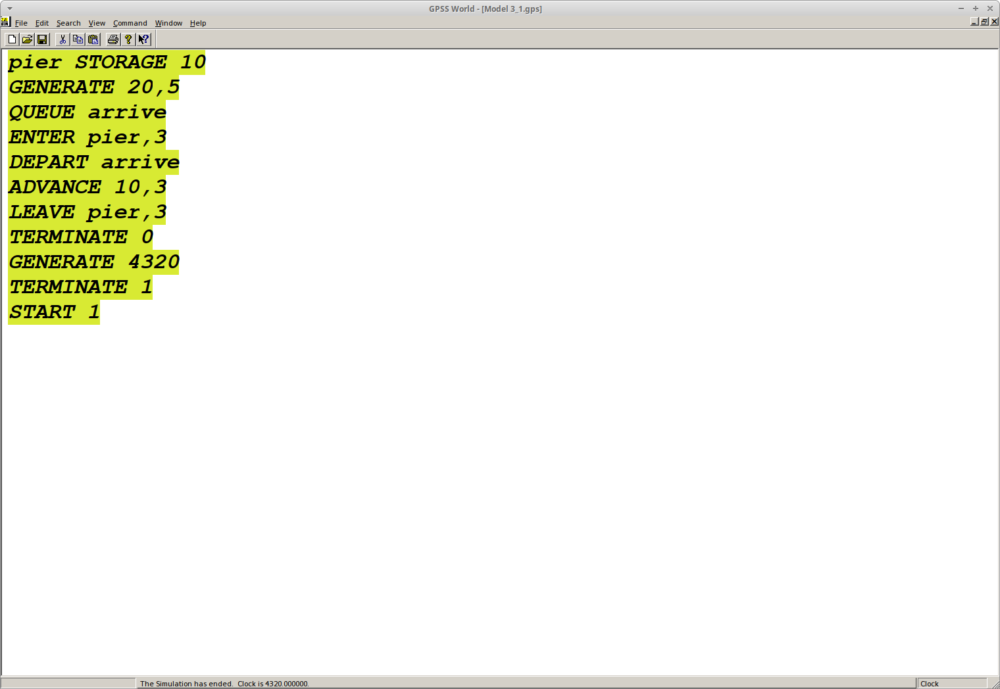 GPSS World - [Model 3_1.gps]
File Edit Search View Command Window Help
pier STORAGE 10
GENERATE 20,5
QUEUE arrive
ENTER pier,3
DEPART arrive
ADVANCE 10,3
LEAVE pier,3
TERMINATE 0
GENERATE 4320
TERMINATE 1
START 1
The Simulation has ended. Clock is 4320.000000.
Clock